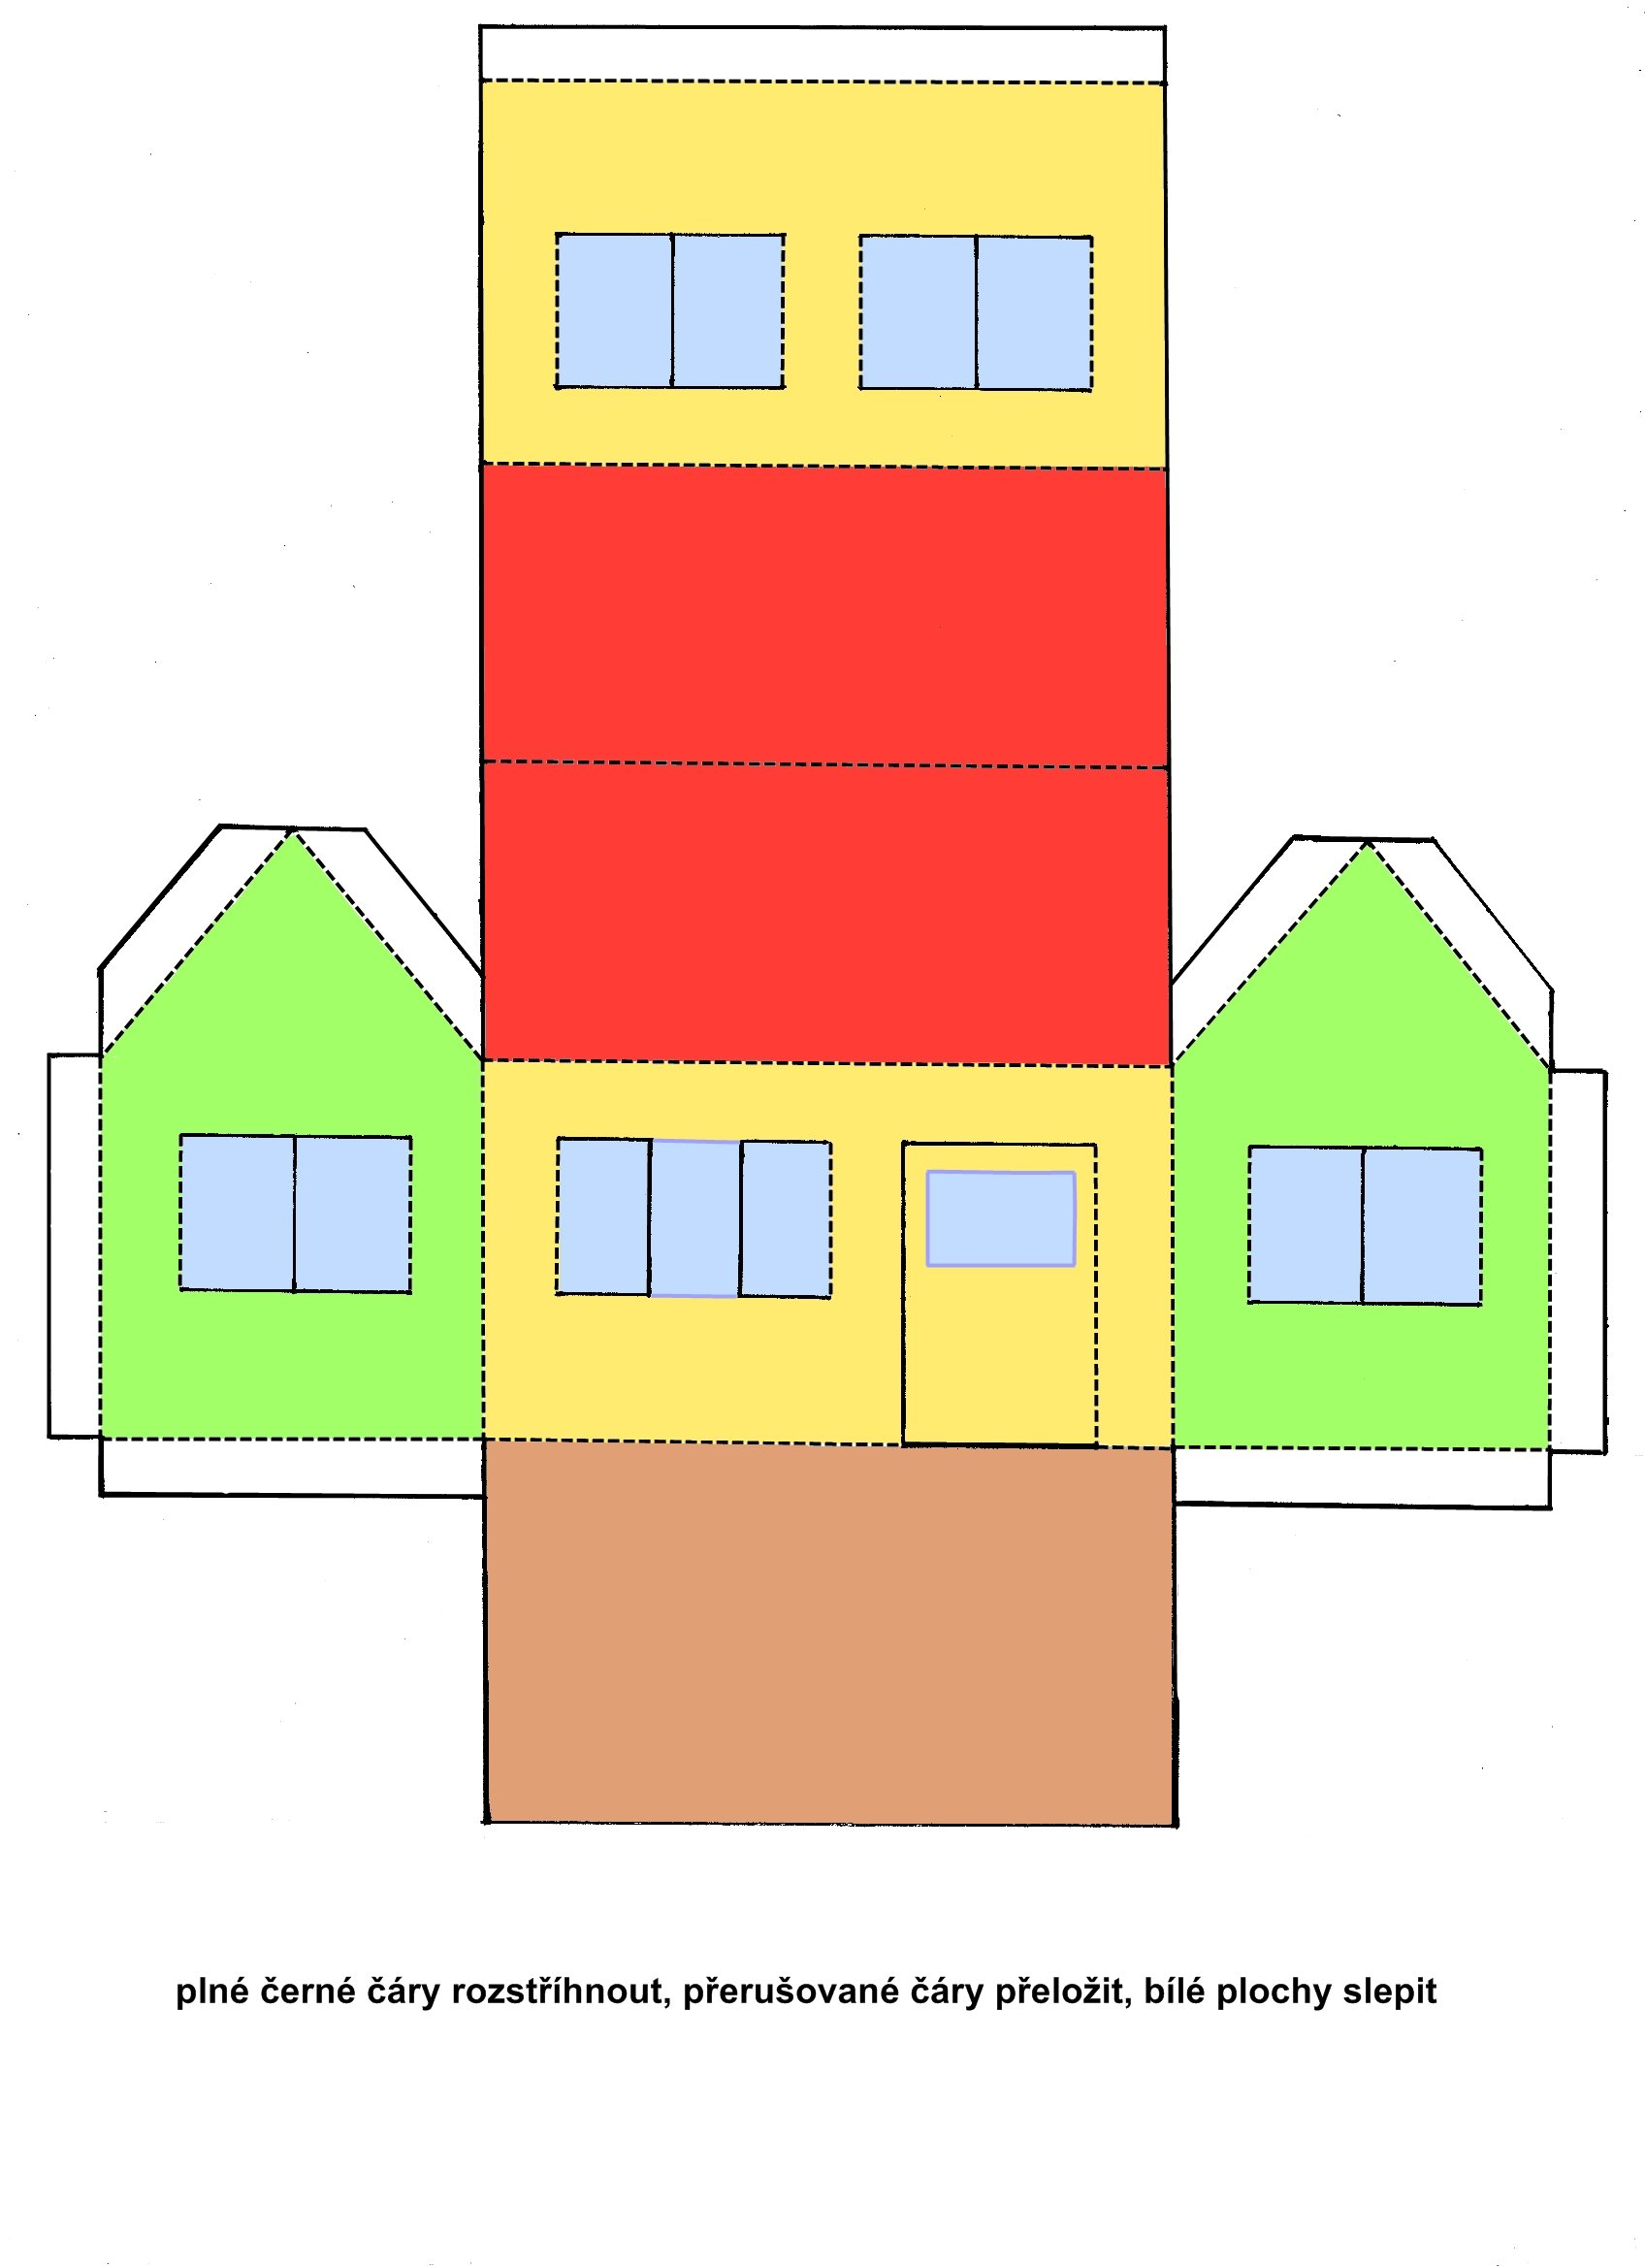 plné černé čáry rozstříhnout, přerušované čáry přeložit, bílé plochy slepit